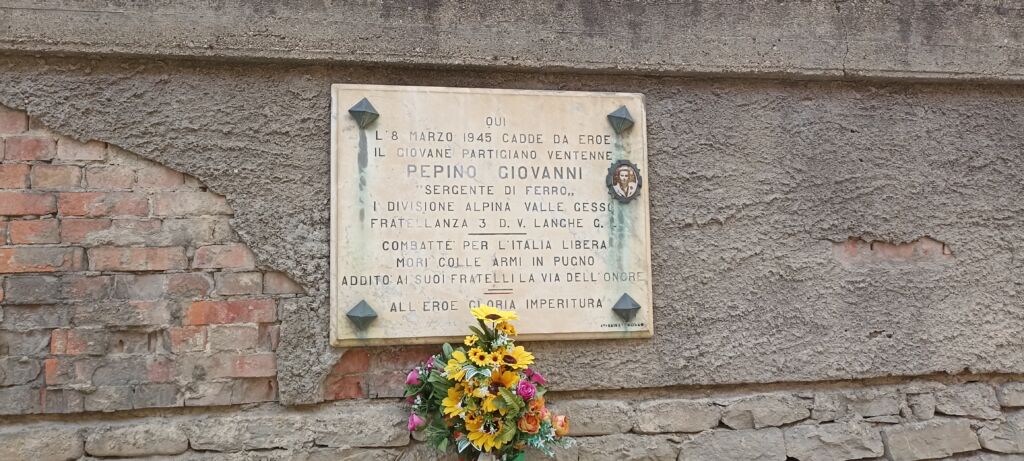 QUI
L'8 MARZO 1945 CADDE DA EROE
IL GIOVANE PARTIGIANO VENTENNE
PEPINO GIOVANNI
"SERGENTE DI FERRO„
I DIVISIONE ALPINA VALLE GESSO
FRATELLANZA 3 D. V. LANGHE G. L.
COMBATTÈ PER L'ITALIA LIBERA
MORÌ COLLE ARMI IN PUGNO
ADDITO AI SUOI FRATELLI LA VIA DELL'ONORE
ALL'EROE GLORIA IMPERITURA